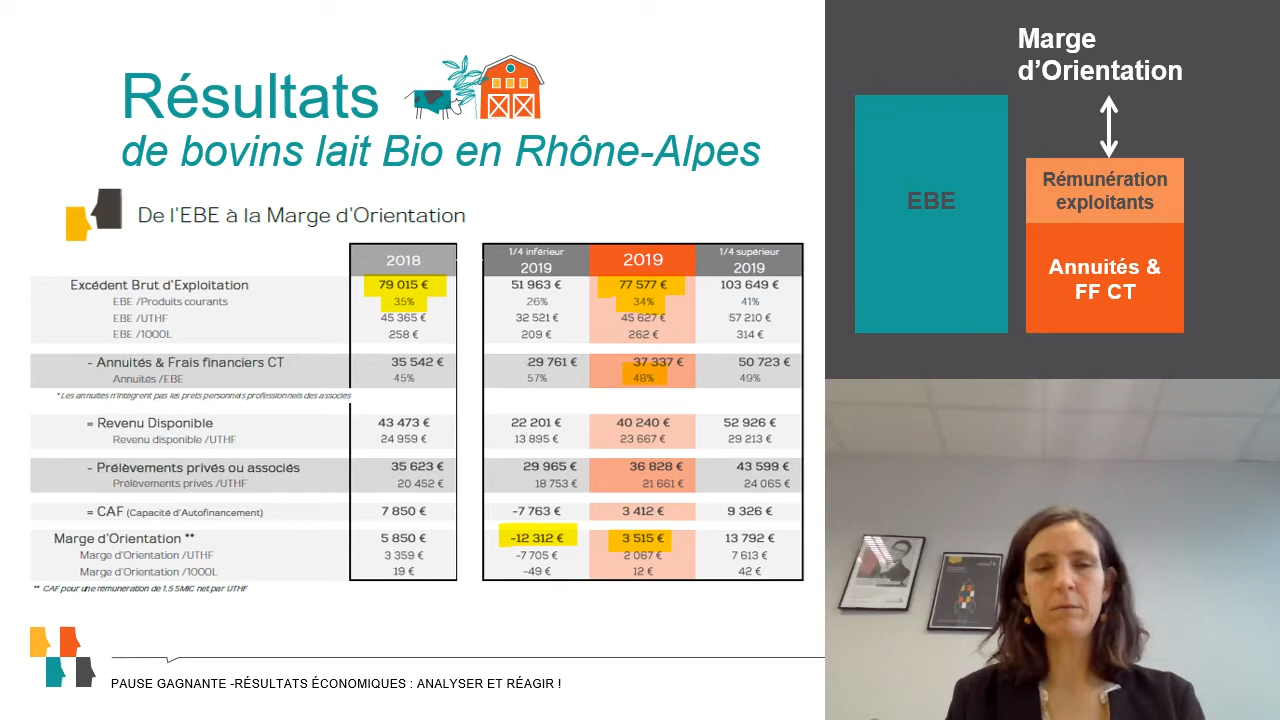 Résultats
de bovins lait Bio en Rhône-Alpes
De l'EBE à la Marge d'Orientation
2018 1/4 inférieur 2019 2019 1/4 supérieur 2019
Excédent Brut d'Exploitation 79 015 € 51 963 € 77 577 € 103 649 €
EBE /Produits courants 35% 26% 34% 41%
EBE /UTHF 45 365 € 32 521 € 45 627 € 57 210 €
EBE /1000L 258 € 209 € 262 € 314 €
- Annuités & Frais financiers CT 35 542 € 29 761 € 37 337 € 50 723 €
Annuités /EBE 45% 57% 48% 49%
* Les annuites n'integrent pas les prets personnels professionnels des associes
= Revenu Disponible 43 473 € 22 201 € 40 240 € 52 926 €
Revenu disponible /UTHF 24 959 € 13 895 € 23 667 € 29 213 €
- Prélèvements privés ou associés 35 623 € 29 965 € 36 828 € 43 599 €
Prélèvements privés /UTHF 20 452 € 18 753 € 21 661 € 24 065 €
= CAF (Capacité d'Autofinancement) 7 850 € -7 763 € 3 412 € 9 326 €
Marge d'Orientation ** 5 850 € -12 312 € 3 515 € 13 792 €
Marge d'Orientation /UTHF 3 359 € -7 705 € 2 067 € 7 613 €
Marge d'Orientation /1000L 19 € -49 € 12 € 42 €
** CAF pour une remuneration de 1,5 SMIC net par UTHF
PAUSE GAGNANTE -RÉSULTATS ÉCONOMIQUES : ANALYSER ET RÉAGIR !
Marge
d'Orientation
EBE
Rémunération
exploitants
Annuités &
FF CT